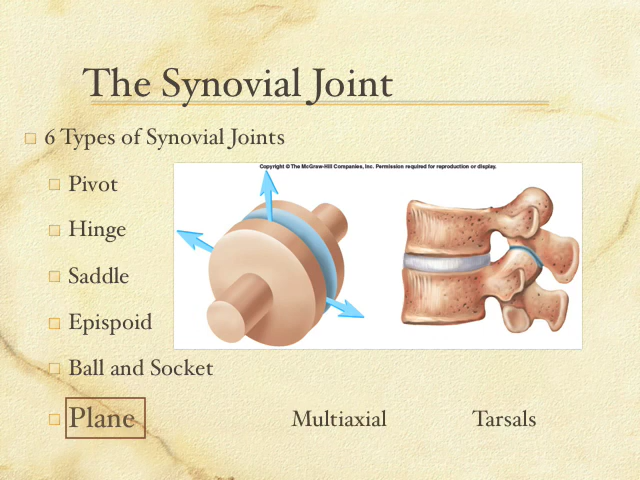 The Synovial Joint
6 Types of Synovial Joints
Copyright © The McGraw-Hill Companies, Inc. Permission required for reproduction or display.
Pivot
Hinge
Saddle
Epispoid
Ball and Socket
Plane Multiaxial Tarsals